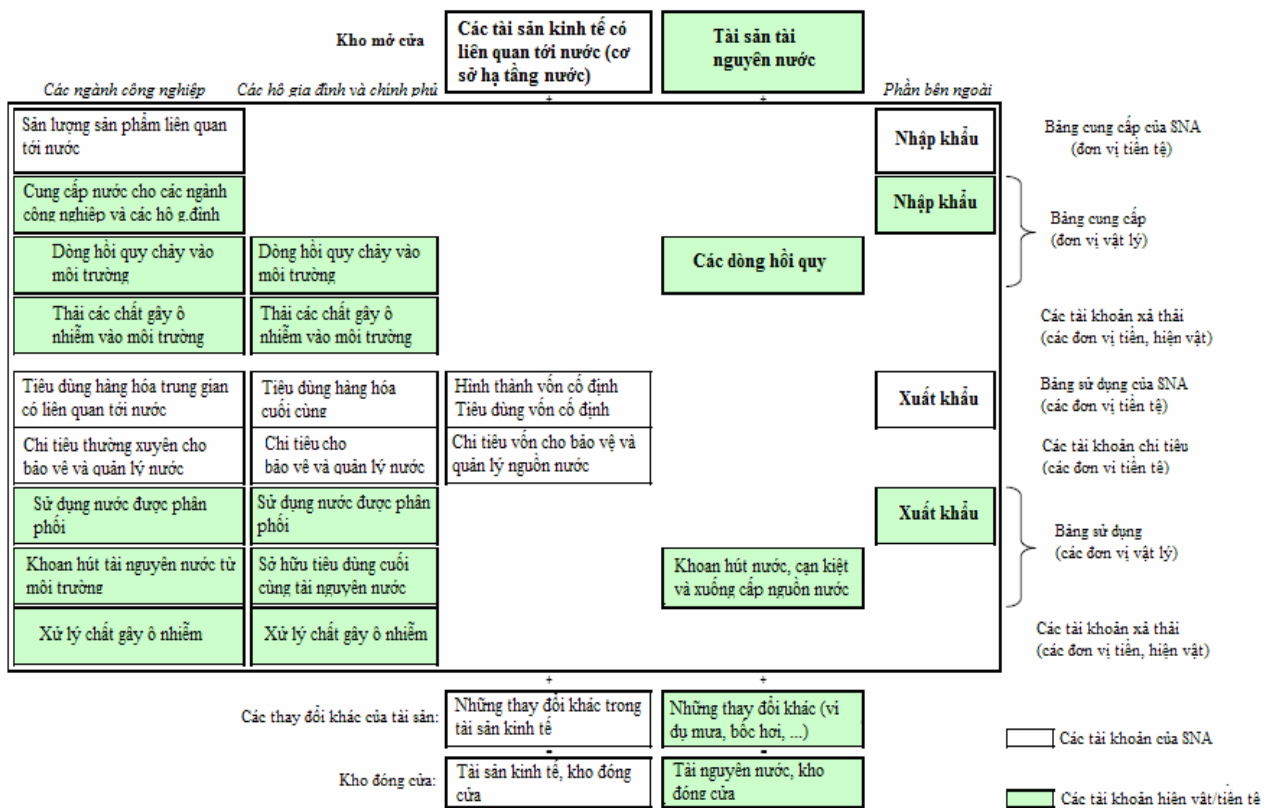 Kho mở cửa
Các tài sản kinh tế có
liên quan tới nước (cơ
sở hạ tầng nước)
Tài sản tài
nguyên nước
Các ngành công nghiệp
Các hộ gia đình và chính phủ
+
+
Phần bên ngoài
Sản lượng sản phẩm liên quan
tới nước
Nhập khẩu
Bảng cung cấp của SNA
(đơn vị tiền tệ)
Cung cấp nước cho các ngành
công nghiệp và các hộ g.đình
Nhập khẩu
Bảng cung cấp
(đơn vị vật lý)
Dòng hồi quy chảy vào
môi trường
Dòng hồi quy chảy vào
môi trường
Các dòng hồi quy
Thải các chất gây ô
nhiễm vào môi trường
Thải các chất gây ô
nhiễm vào môi trường
Các tài khoản xả thải
(các đơn vị tiền, hiện vật)
Tiêu dùng hàng hóa trung gian
có liên quan tới nước
Tiêu dùng hàng hóa
cuối cùng
Hình thành vốn cố định
Tiêu dùng vốn cố định
Xuất khẩu
Bảng sử dụng của SNA
(các đơn vị tiền tệ)
Chi tiêu thường xuyên cho
bảo vệ và quản lý nước
Chi tiêu cho
bảo vệ và quản lý nước
Chi tiêu vốn cho bảo vệ và
quản lý nguồn nước
Các tài khoản chi tiêu
(các đơn vi tiền tê)
Sử dụng nước được phân
phối
Sử dụng nước được phân
phối
Xuất khẩu
Bảng sử dụng
(các đơn vị vật lý)
Khoan hút tài nguyên nước từ
môi trường
Sở hữu tiêu dùng cuối
cùng tài nguyên nước
Khoan hút nước, cạn kiệt
và xuống cấp nguồn nước
Xử lý chất gây ô nhiễm
Xử lý chất gây ô nhiễm
Các tài khoản xả thải
(các đơn vị tiền, hiện vật)
+
+
Các thay đổi khác của tài sản:
Những thay đổi khác trong
tài sản kinh tế
Những thay đổi khác (ví
dụ mưa, bốc hơi, ...)
=
=
Kho đóng cửa:
Tài sản kinh tế, kho đóng
cửa
Tài nguyên nước, kho
đóng cửa
Các tài khoản của SNA
Các tài khoản hiện vật/tiền tệ